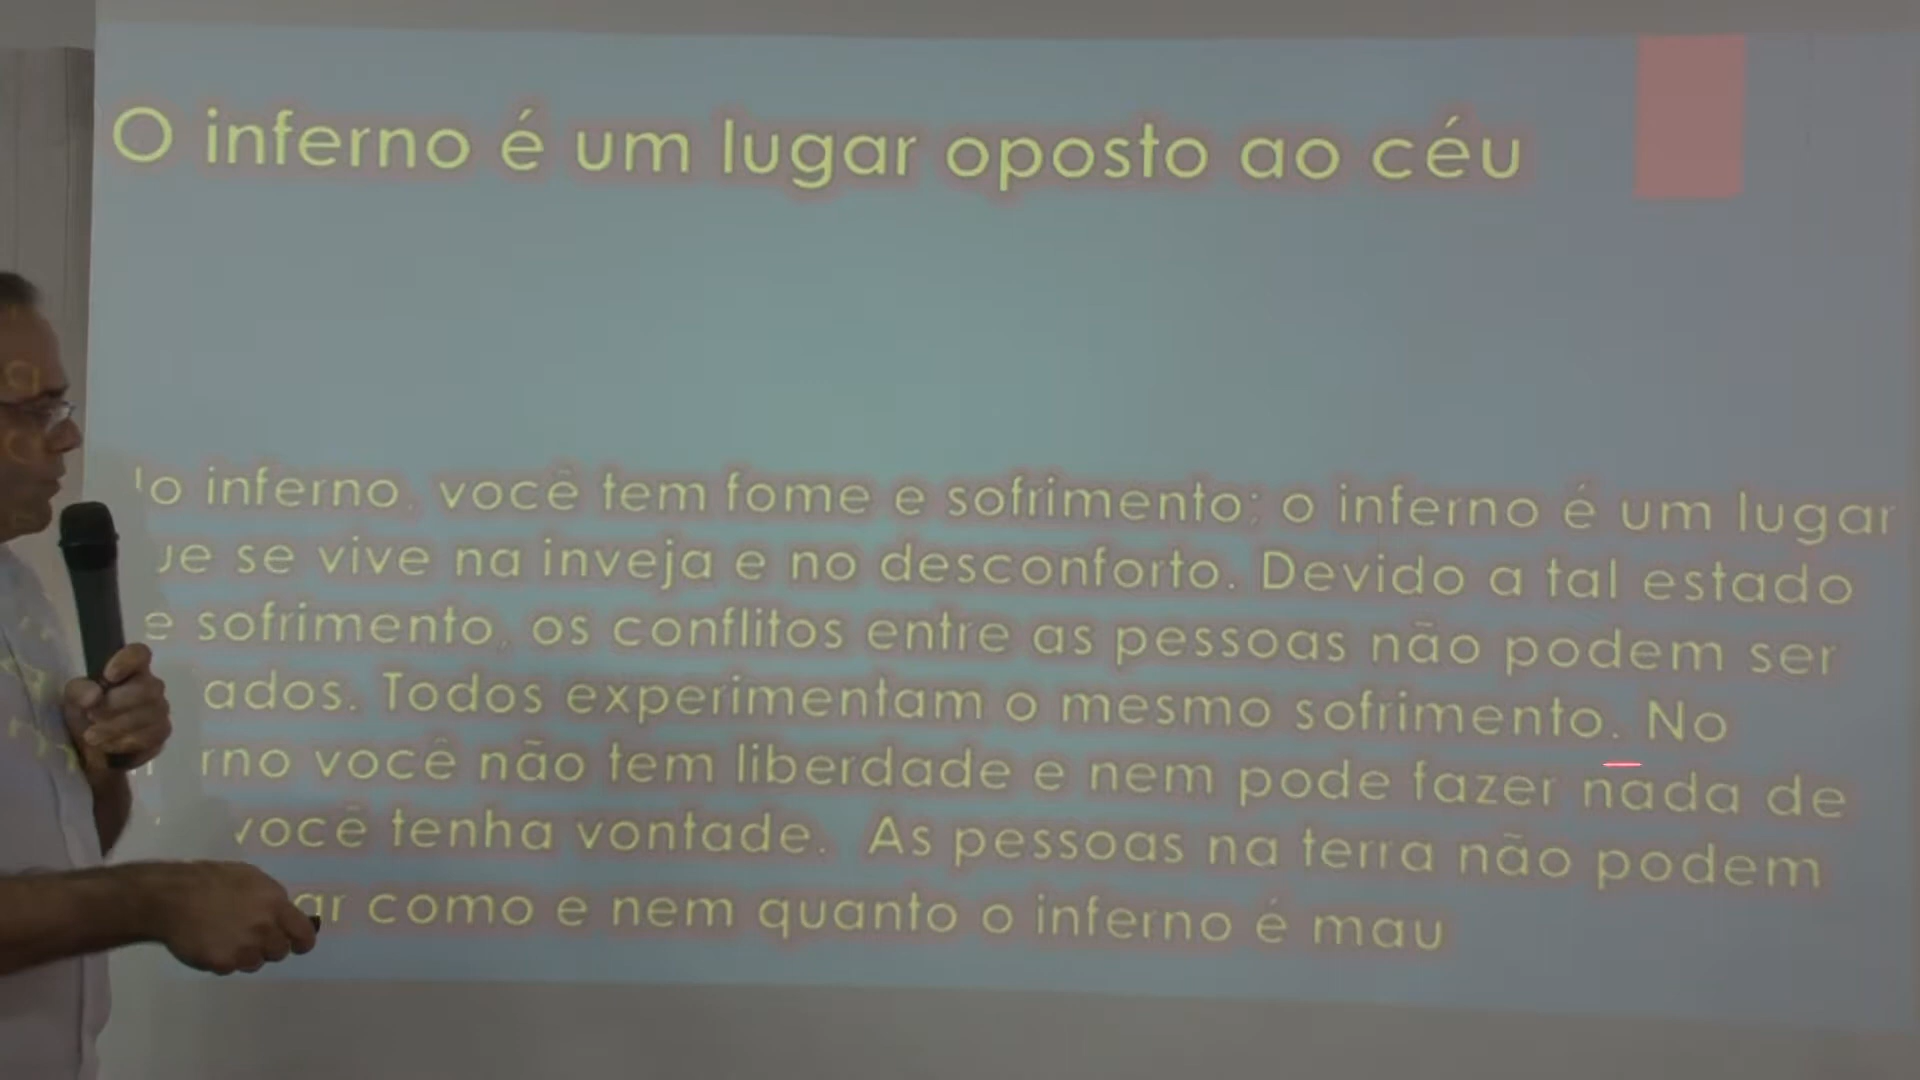 O inferno é um lugar oposto ao céu
inferno, você tem fome e sofrimento; o inferno é um lugar
se vive na inveja e no desconforto. Devido a tal estado
sofrimento, os conflitos entre as pessoas não podem ser
Todos experimentam o mesmo sofrimento. No
você não tem liberdade e nem pode fazer nada de
você tenha vontade. As pessoas na terra não podem
como e nem quanto o inferno é mau